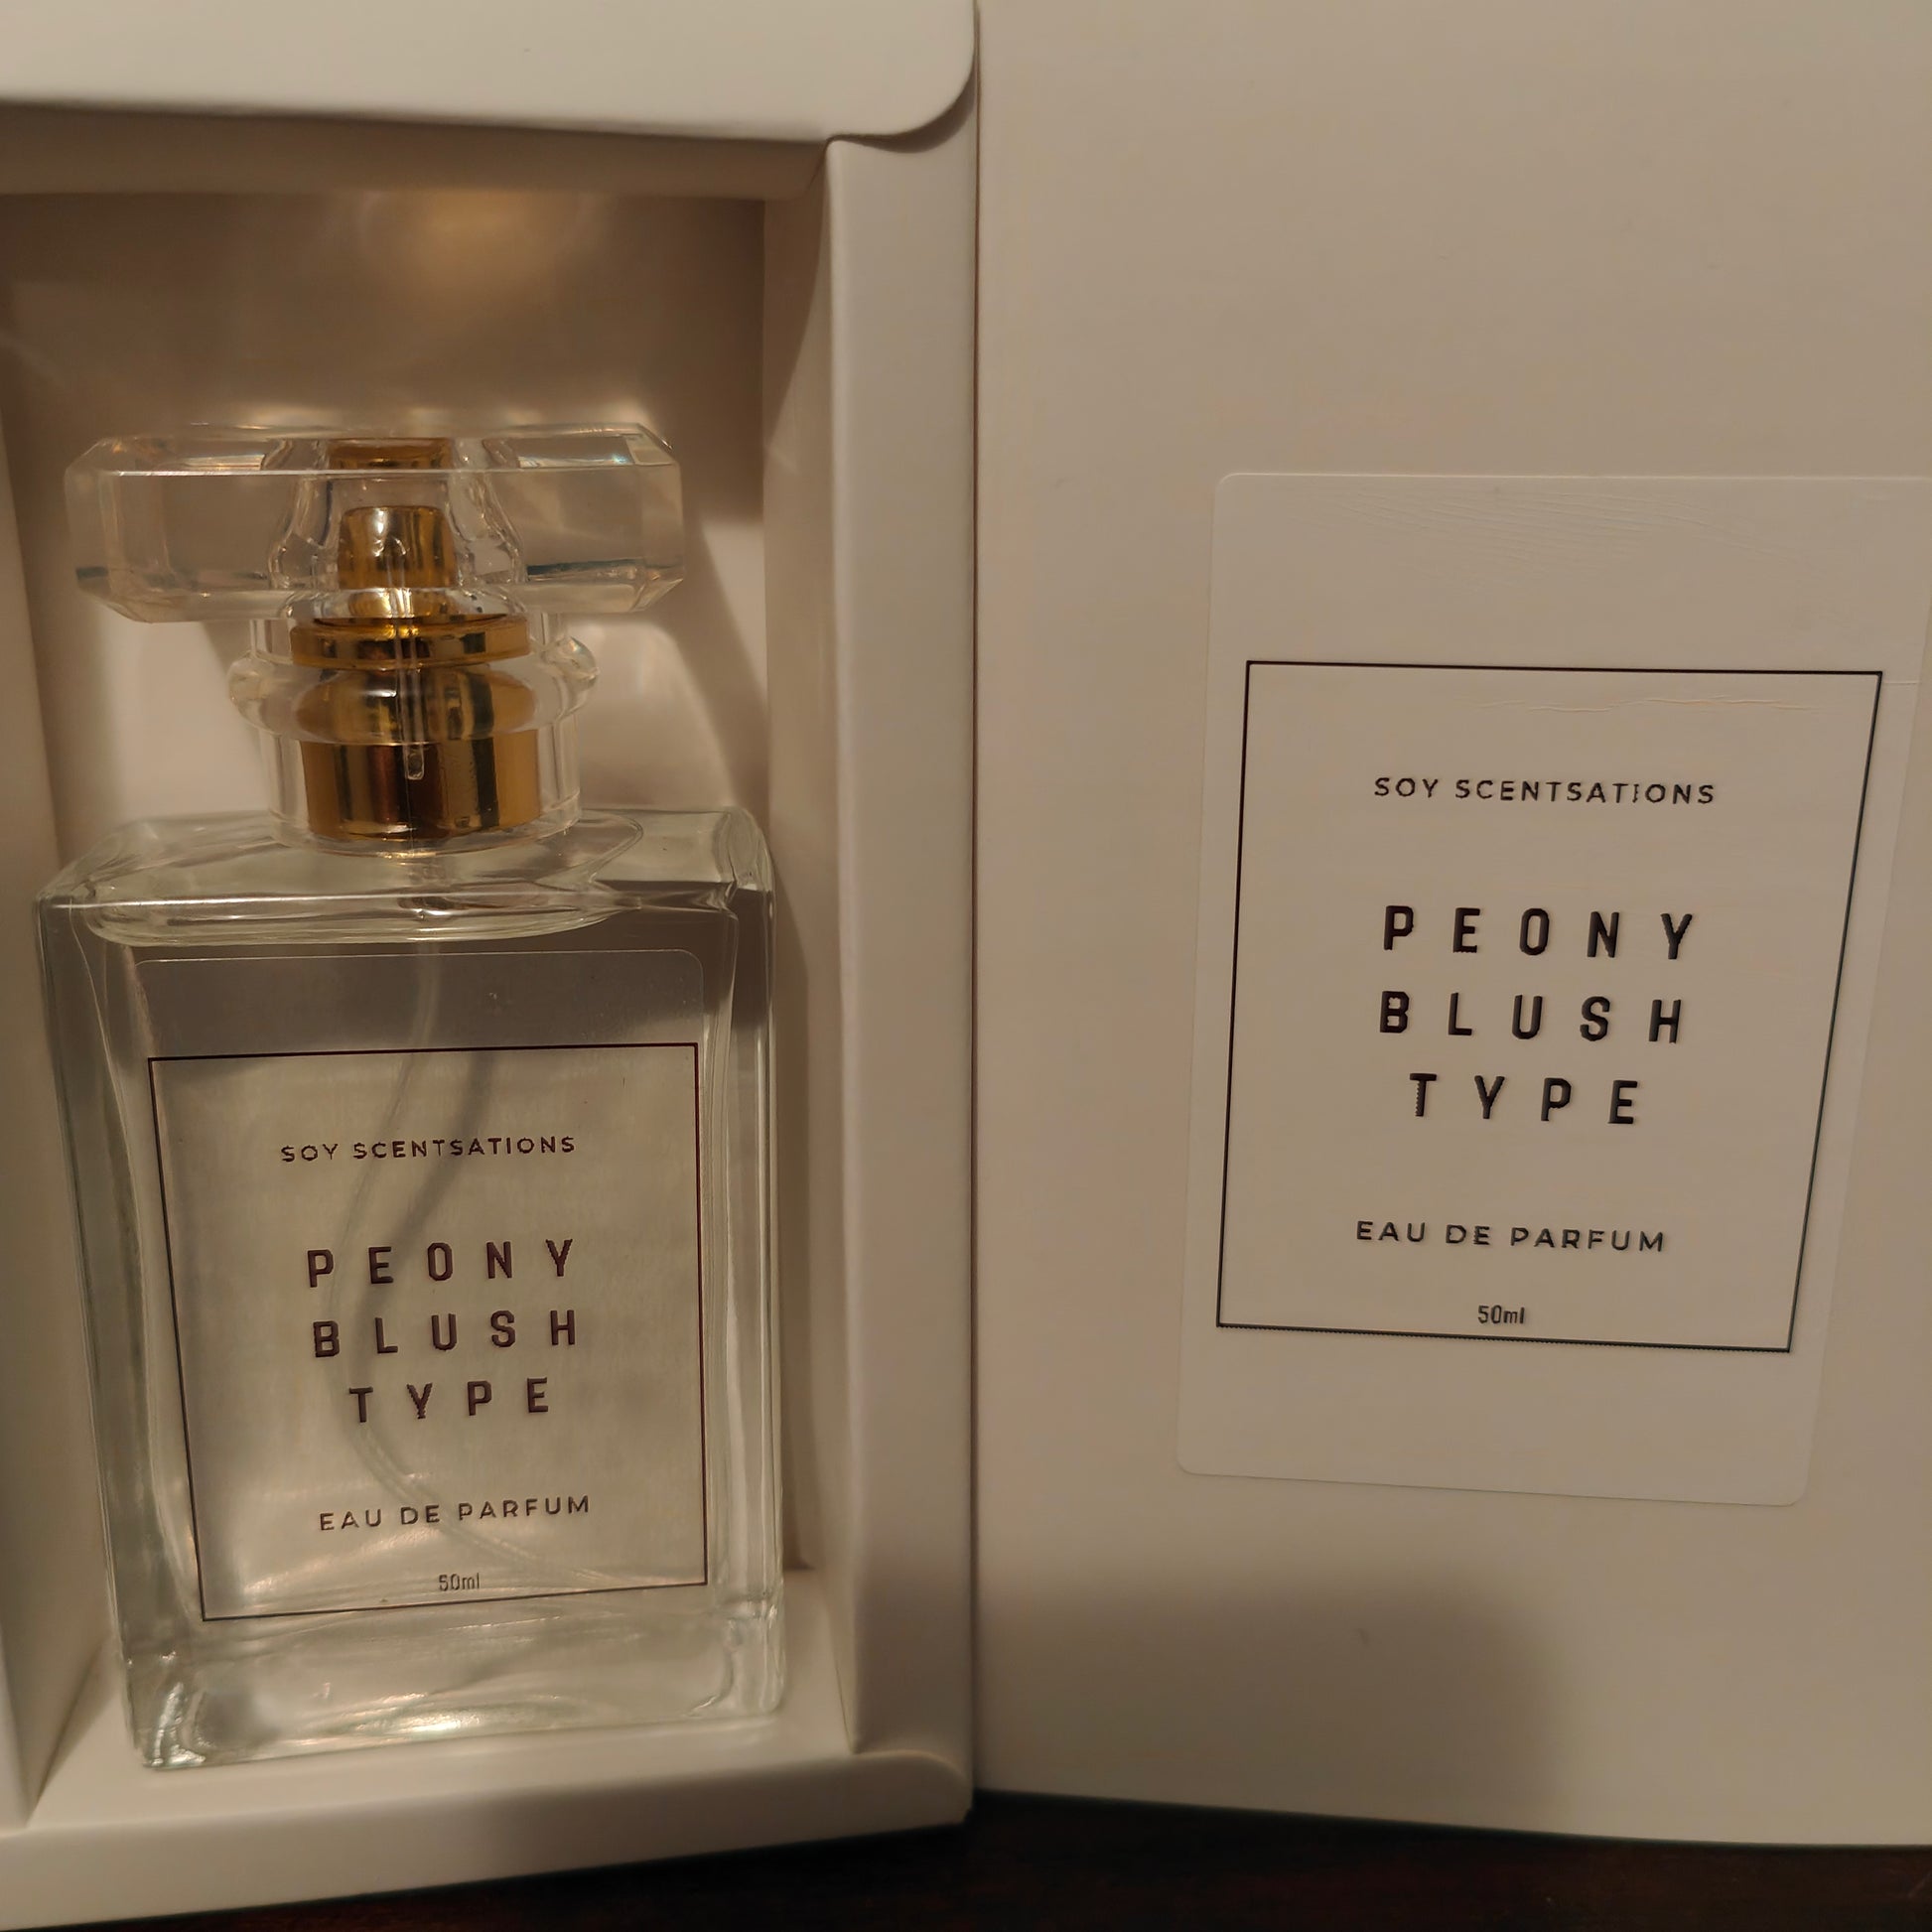 SOY SCENTSATIONS
PEONY
BLUSH
TYPE
EAU DE PARFUM
50ml
SOY SCENTSATIONS
PEONY
BLUSH
TYPE
EAU DE PARFUM
50ml